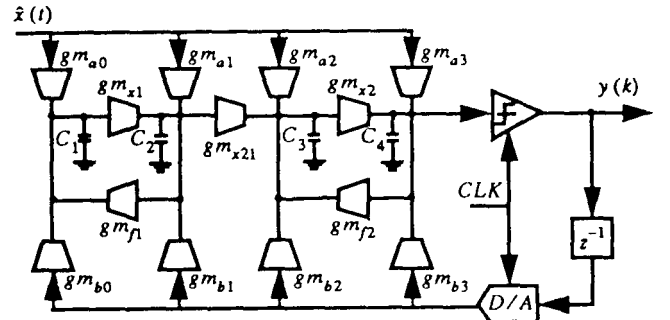 x̂ (t)
gm_a0
gm_a1
gm_a2
gm_a3
gm_x1
gm_x2
y (k)
C_1
C_2
gm_x21
C_3
C_4
CLK
gm_f1
gm_f2
z^-1
gm_b0
gm_b1
gm_b2
gm_b3
D/A